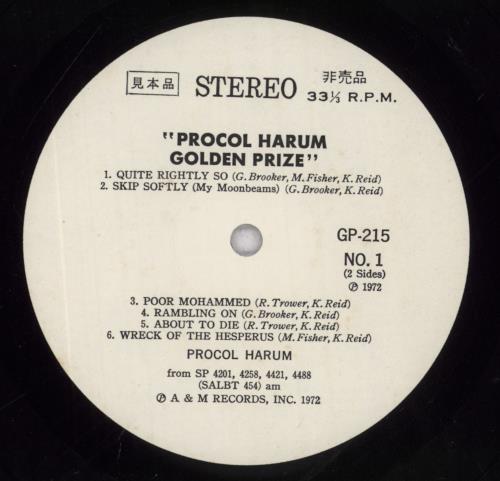 見本品 STEREO 非売品
33⅓ R.P.M.
"PROCOL HARUM
GOLDEN PRIZE"
1. QUITE RIGHTLY SO (G. Brooker, M. Fisher, K. Reid)
2. SKIP SOFTLY (My Moonbeams) (G. Brooker, K. Reid)
GP-215
NO. 1
(2 Sides)
Ⓟ 1972
3. POOR MOHAMMED (R. Trower, K. Reid)
4. RAMBLING ON (G. Brooker, K. Reid)
5. ABOUT TO DIE (R. Trower, K. Reid)
6. WRECK OF THE HESPERUS (M. Fisher, K. Reid)
PROCOL HARUM
from SP 4201, 4258, 4421, 4488
(SALBT 454) am
Ⓟ A & M RECORDS, INC. 1972